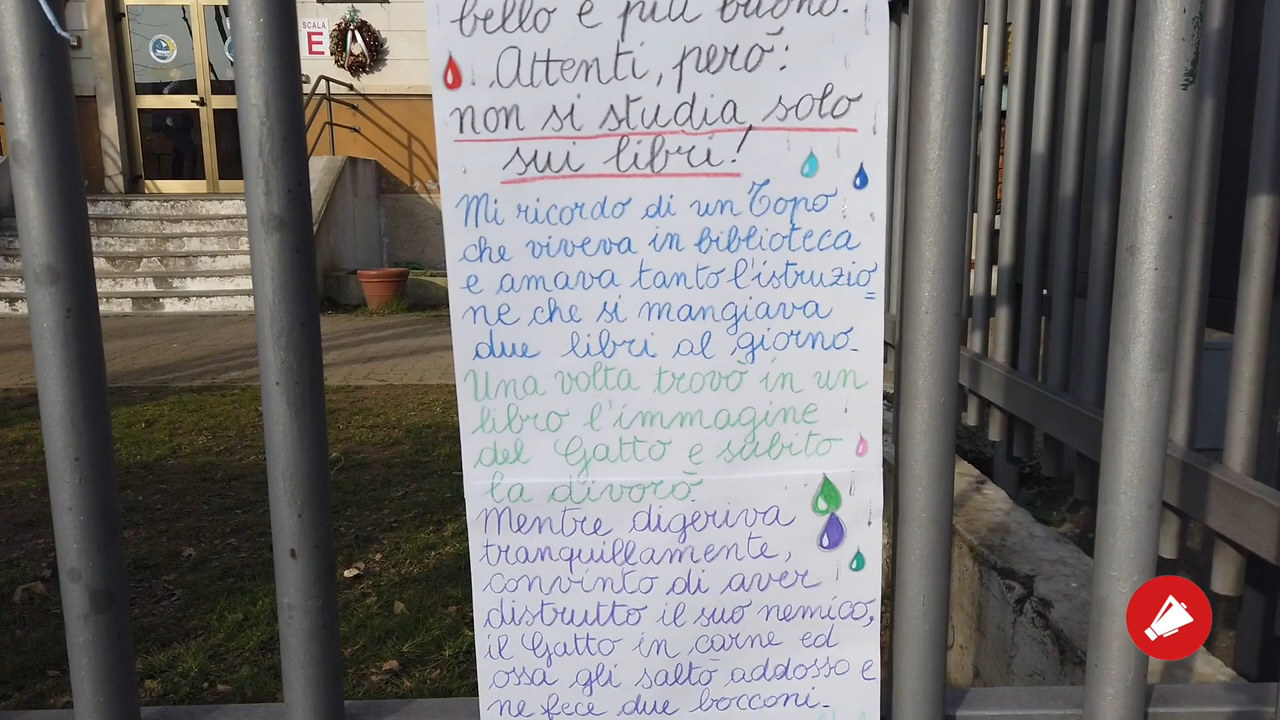 SCALA
E
bello e più buono.
Attenti, però:
non si studia solo
sui libri!
Mi ricordo di un Topo
che viveva in biblioteca
e amava tanto l'istruzio=
ne che si mangiava
due libri al giorno.
Una volta trovò in un
libro l'immagine
del Gatto e subito
la divorò.
Mentre digeriva
tranquillamente,
convinto di aver
distrutto il suo nemico,
il Gatto in carne ed
ossa gli saltò addosso e
ne fece due bocconi.